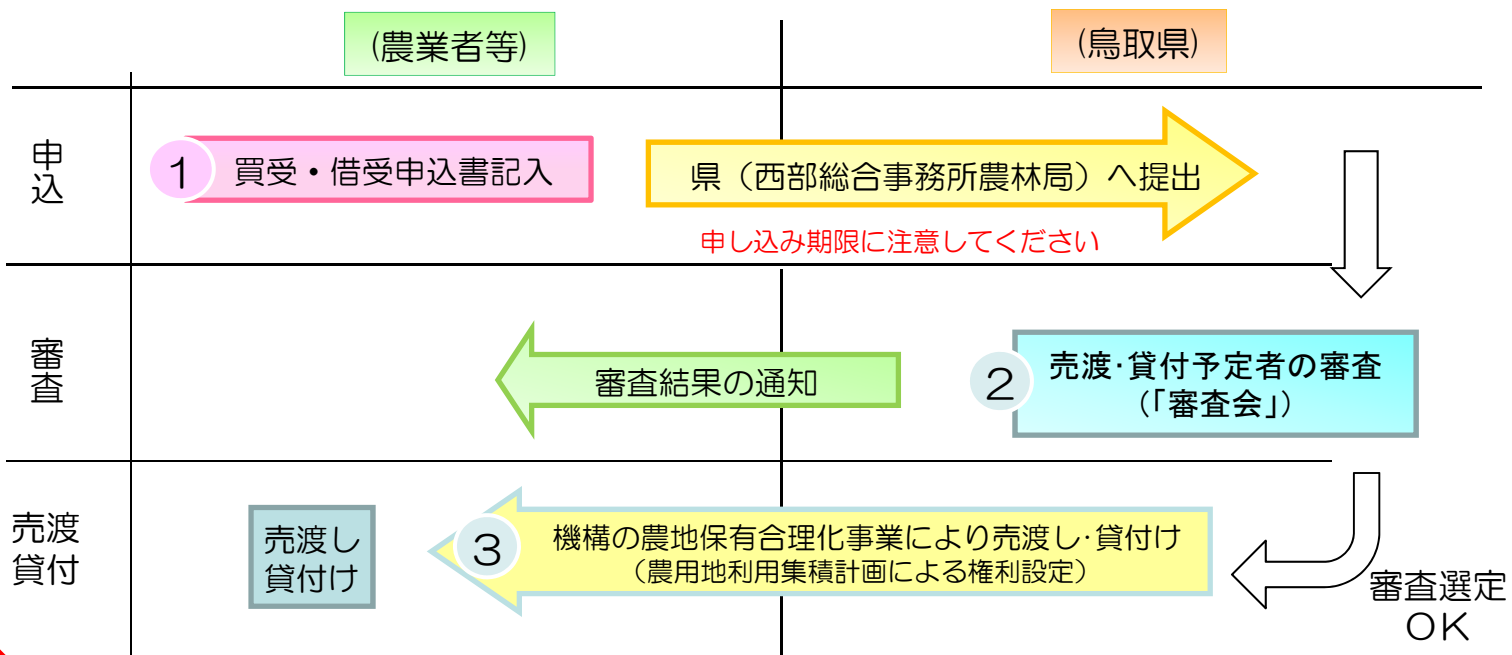 (農業者等)
(鳥取県)
申込
1 買受・借受申込書記入
県（西部総合事務所農林局）へ提出
申し込み期限に注意してください
審査
審査結果の通知
2 売渡・貸付予定者の審査
（「審査会」）
売渡
貸付
売渡し
貸付け
3 機構の農地保有合理化事業により売渡し・貸付け
（農用地利用集積計画による権利設定）
審査選定
ＯＫ